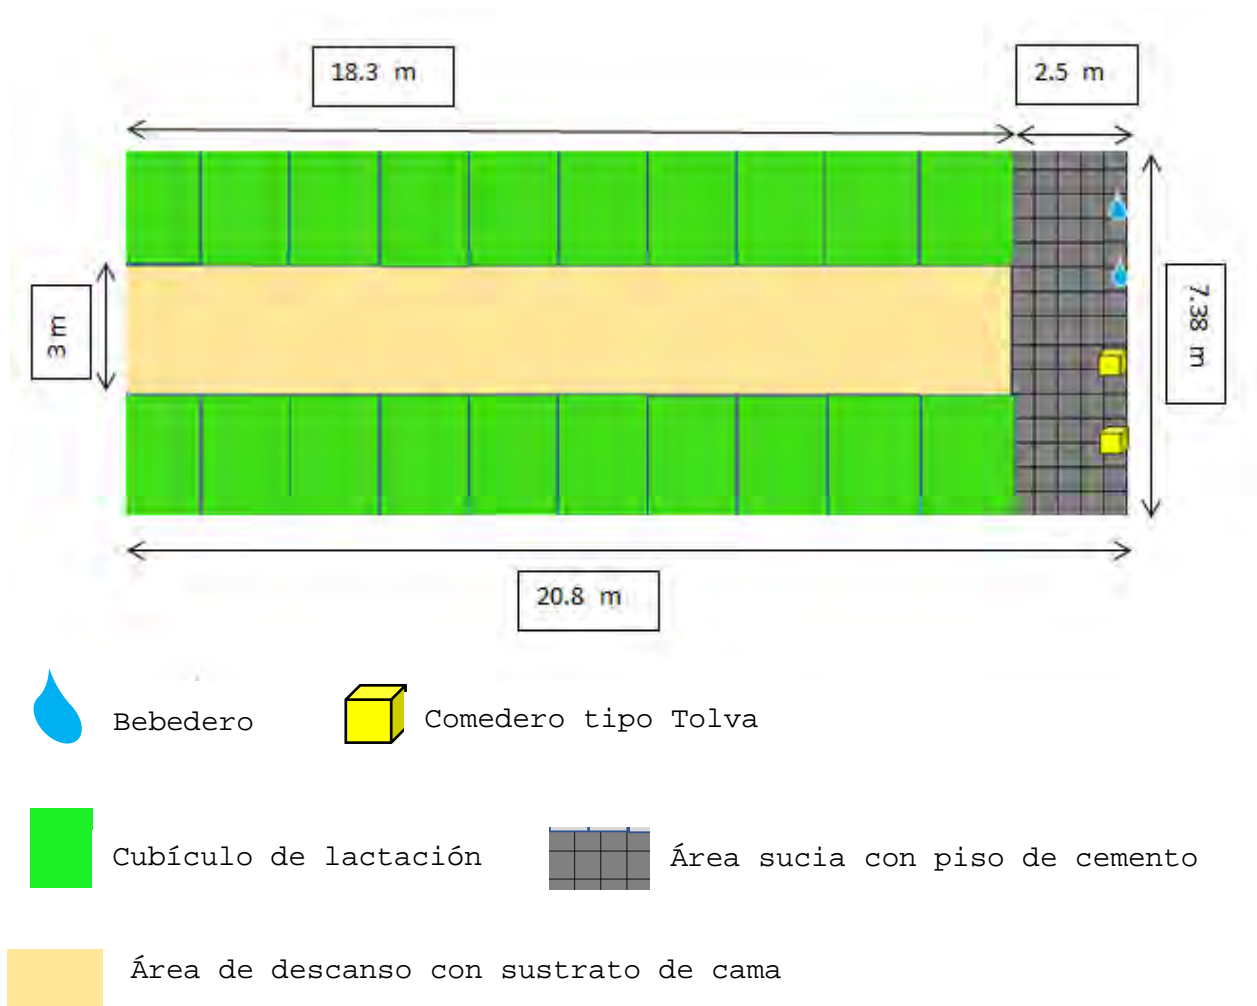 18.3 m
2.5 m
3 m
7.38 m
20.8 m
Bebedero
Comedero tipo Tolva
Cubículo de lactación
Área sucia con piso de cemento
Área de descanso con sustrato de cama